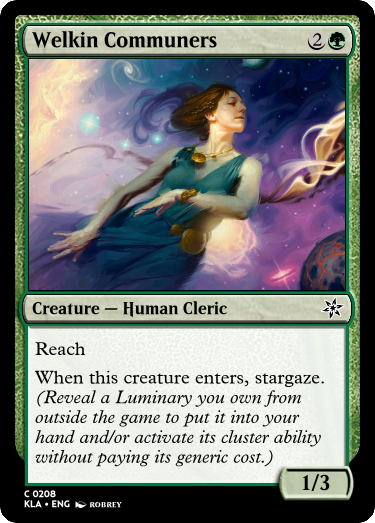 Welkin Communers 2
Creature — Human Cleric
Reach
When this creature enters, stargaze.
(Reveal a Luminary you own from
outside the game to put it into your
hand and/or activate its cluster ability
without paying its generic cost.)
1/3
C 0208
KLA • ENG ROBREY